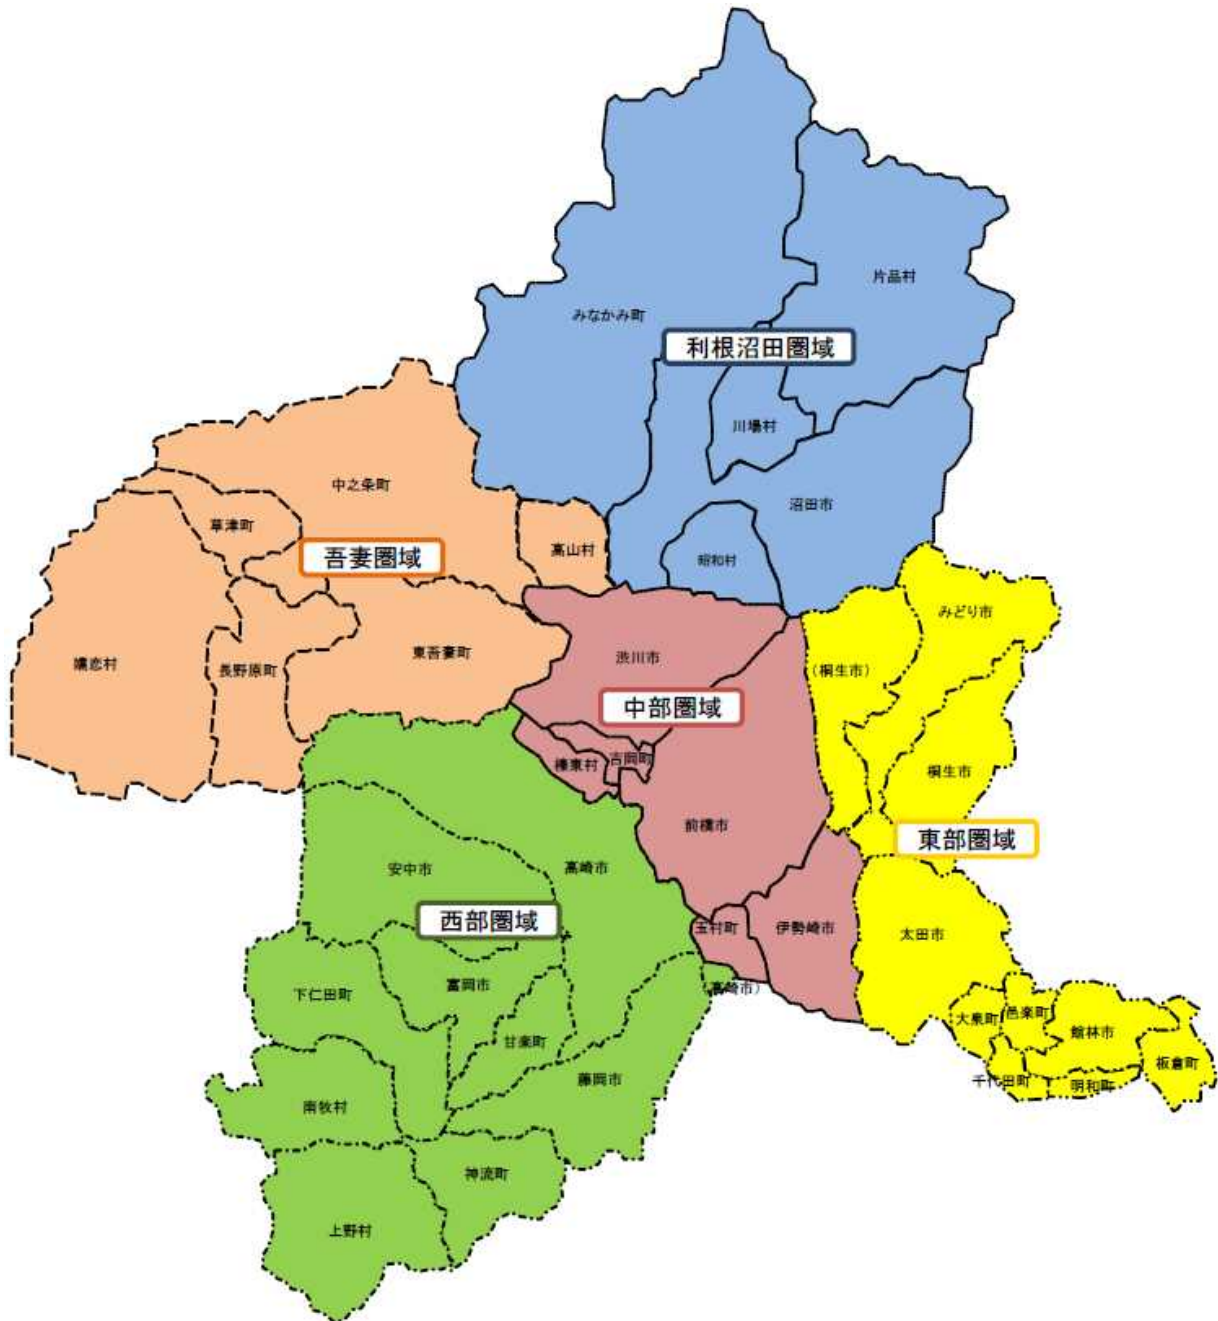 片品村
みなかみ町
利根沼田圏域
川場村
中之条町
沼田市
草津町
吾妻圏域
高山村
昭和村
みどり市
嬬恋村
長野原町
東吾妻町
渋川市
(桐生市)
中部圏域
榛東村
吉岡町
桐生市
前橋市
東部圏域
安中市
高崎市
西部圏域
玉村町
伊勢崎市
太田市
下仁田町
富岡市
(高崎市)
大泉町
邑楽町
館林市
甘楽町
板倉町
藤岡市
千代田町
明和町
南牧村
神流町
上野村